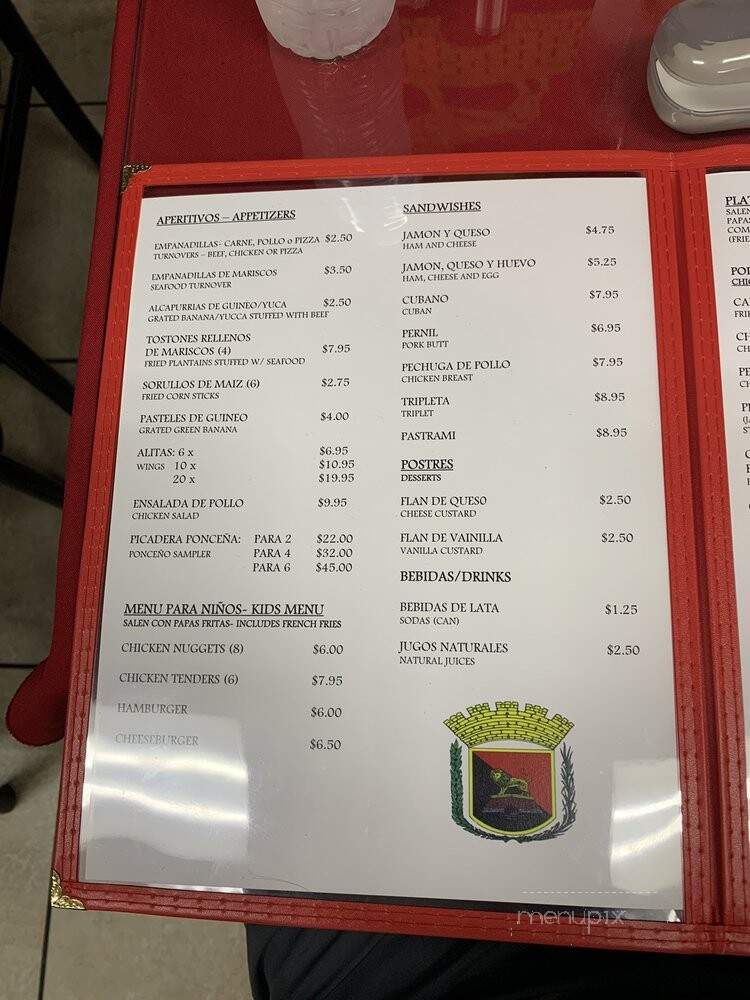 APERITIVOS – APPETIZERS
EMPANADILLAS- CARNE, POLLO o PIZZA $2.50
TURNOVERS – BEEF, CHICKEN OR PIZZA
EMPANADILLAS DE MARISCOS $3.50
SEAFOOD TURNOVER
ALCAPURRIAS DE GUINEO/YUCA $2.50
GRATED BANANA/YUCCA STUFFED WITH BEEF
TOSTONES RELLENOS
DE MARISCOS (4) $7.95
FRIED PLANTAINS STUFFED W/ SEAFOOD
SORULLOS DE MAIZ (6) $2.75
FRIED CORN STICKS
PASTELES DE GUINEO $4.00
GRATED GREEN BANANA
ALITAS: 6 x $6.95
WINGS 10 x $10.95
20 x $19.95
ENSALADA DE POLLO $9.95
CHICKEN SALAD
PICADERA PONCEÑA: PARA 2 $22.00
PONCEÑO SAMPLER PARA 4 $32.00
PARA 6 $45.00
MENU PARA NIÑOS- KIDS MENU
SALEN CON PAPAS FRITAS- INCLUDES FRENCH FRIES
CHICKEN NUGGETS (8) $6.00
CHICKEN TENDERS (6) $7.95
HAMBURGER $6.00
CHEESEBURGER $6.50
SANDWISHES
JAMON Y QUESO $4.75
HAM AND CHEESE
JAMON, QUESO Y HUEVO $5.25
HAM, CHEESE AND EGG
CUBANO $7.95
CUBAN
PERNIL $6.95
PORK BUTT
PECHUGA DE POLLO $7.95
CHICKEN BREAST
TRIPLETA $8.95
TRIPLET
PASTRAMI $8.95
POSTRES
DESSERTS
FLAN DE QUESO $2.50
CHEESE CUSTARD
FLAN DE VAINILLA $2.50
VANILLA CUSTARD
BEBIDAS/DRINKS
BEBIDAS DE LATA $1.25
SODAS (CAN)
JUGOS NATURALES $2.50
NATURAL JUICES
menupix